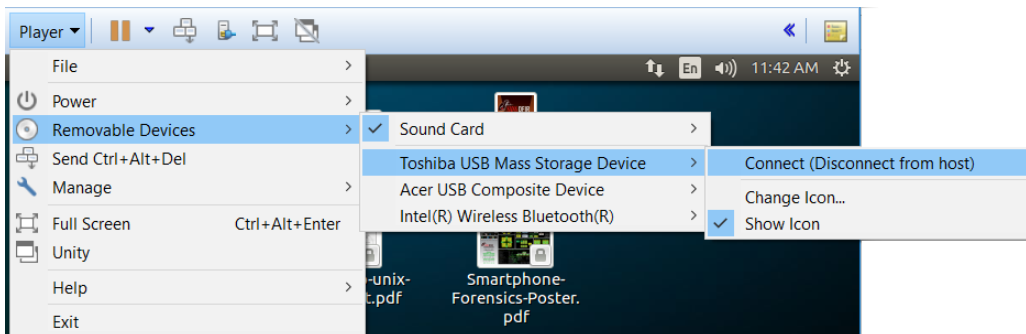 Player
En 11:42 AM
File
Power
Removable Devices
Sound Card
Send Ctrl+Alt+Del
Toshiba USB Mass Storage Device
Connect (Disconnect from host)
Manage
Acer USB Composite Device
Change Icon...
Full Screen Ctrl+Alt+Enter
Intel(R) Wireless Bluetooth(R)
Show Icon
Unity
Help
-unix-
t.pdf
Smartphone-
Forensics-Poster.
pdf
Exit